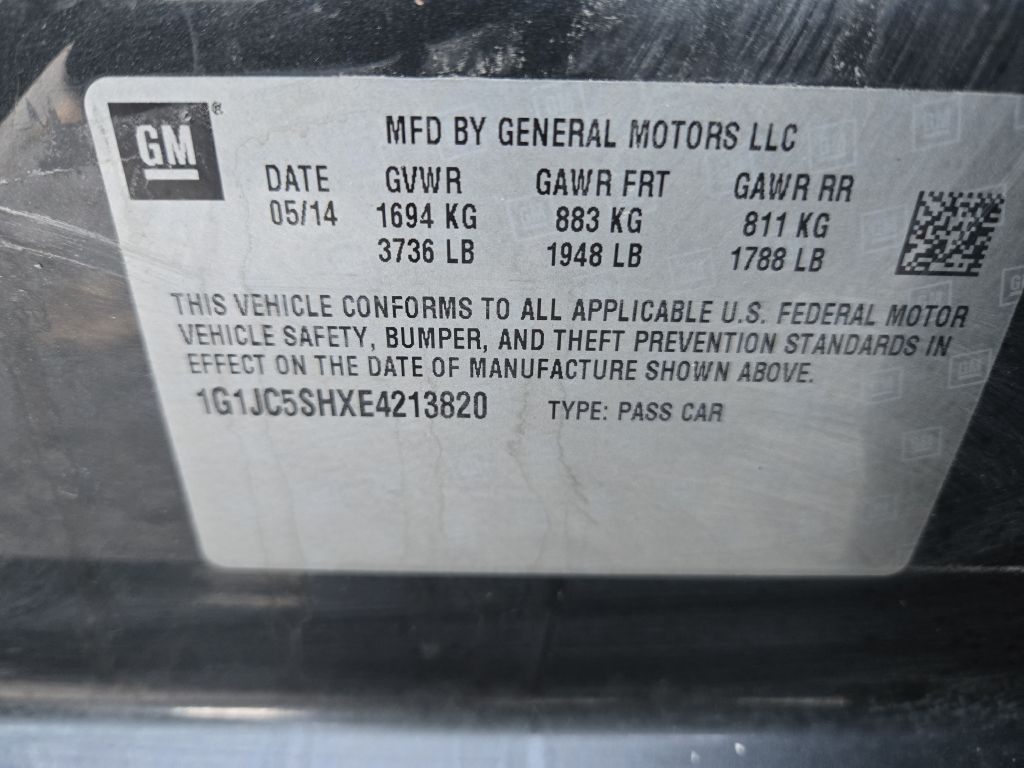 GM®
MFD BY GENERAL MOTORS LLC
DATE GVWR GAWR FRT GAWR RR
05/14 1694 KG 883 KG 811 KG
3736 LB 1948 LB 1788 LB
THIS VEHICLE CONFORMS TO ALL APPLICABLE U.S. FEDERAL MOTOR
VEHICLE SAFETY, BUMPER, AND THEFT PREVENTION STANDARDS IN
EFFECT ON THE DATE OF MANUFACTURE SHOWN ABOVE.
1G1JC5SHXE4213820 TYPE: PASS CAR